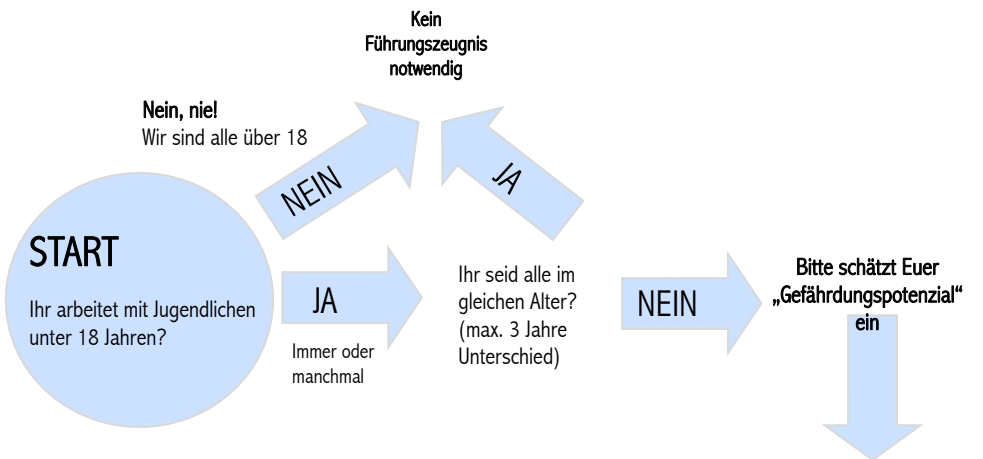 Kein
Führungszeugnis
notwendig
Nein, nie!
Wir sind alle über 18
NEIN
JA
START
Ihr arbeitet mit Jugendlichen
unter 18 Jahren?
JA
Immer oder
manchmal
Ihr seid alle im
gleichen Alter?
(max. 3 Jahre
Unterschied)
NEIN
Bitte schätzt Euer
„Gefährdungspotenzial“
ein